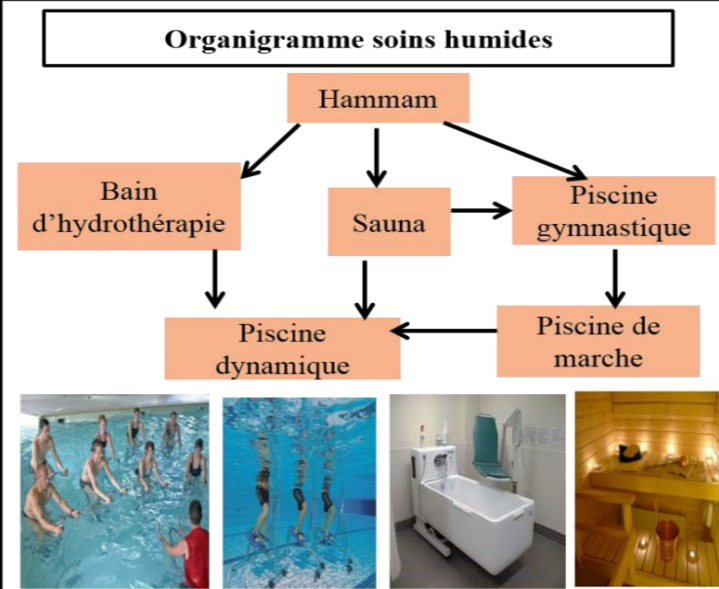 Organigramme soins humides
Hammam
Bain
d’hydrothérapie
Sauna
Piscine
gymnastique
Piscine
dynamique
Piscine de
marche